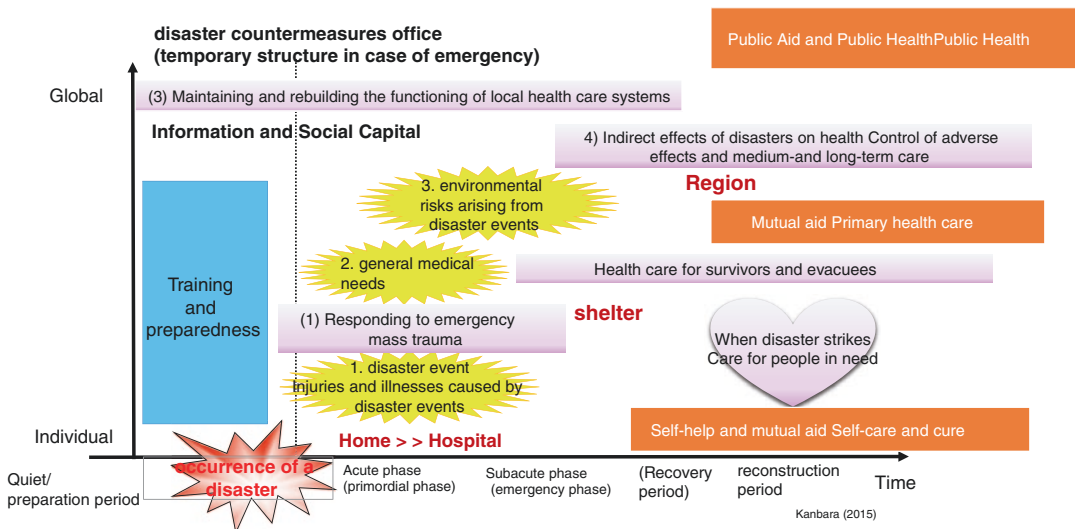 disaster countermeasures office
(temporary structure in case of emergency)
Public Aid and Public HealthPublic Health
Global
(3) Maintaining and rebuilding the functioning of local health care systems
Information and Social Capital
4) Indirect effects of disasters on health Control of adverse
effects and medium-and long-term care
3. environmental
risks arising from
disaster events
Region
Mutual aid Primary health care
2. general medical
needs
Health care for survivors and evacuees
Training
and
preparedness
(1) Responding to emergency
mass trauma
shelter
When disaster strikes
Care for people in need
1. disaster event
Injuries and illnesses caused by
disaster events
Individual
Home > > Hospital
Self-help and mutual aid Self-care and cure
Quiet/
preparation period
occurrence of a
disaster
Acute phase
(primordial phase)
Subacute phase
(emergency phase)
(Recovery
period)
reconstruction
period
Time
Kanbara (2015)